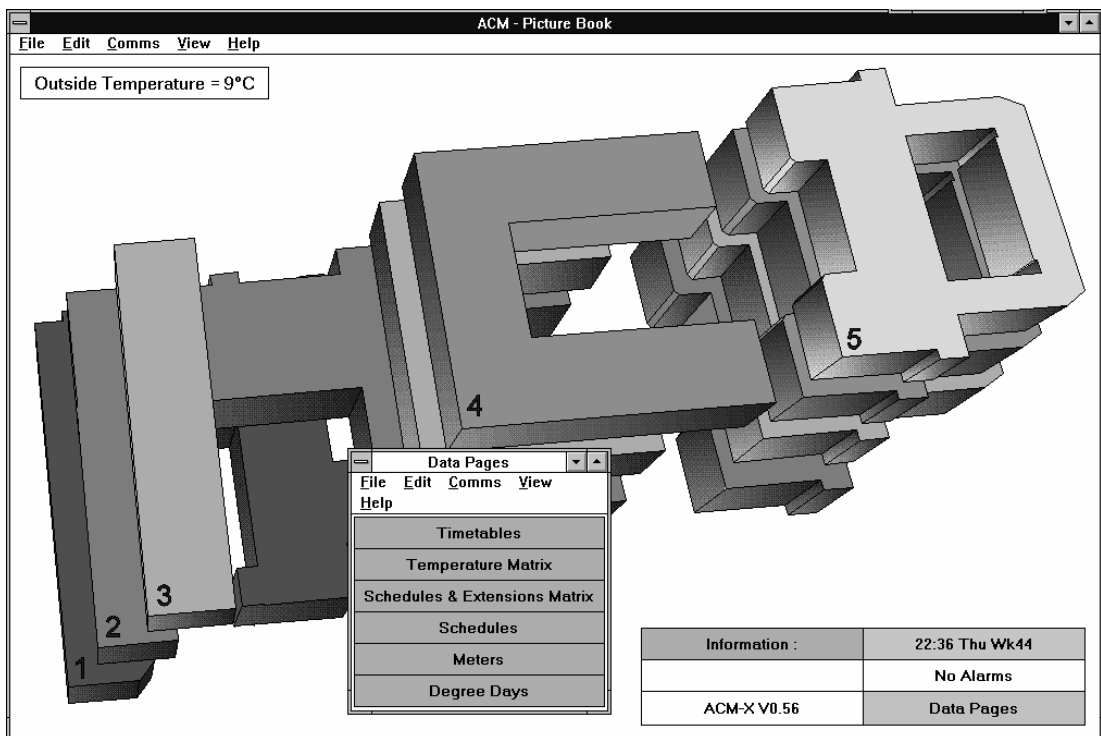 ACM - Picture Book
File Edit Comms View Help
Outside Temperature = 9°C
5
4
3
2
1
Data Pages
File Edit Comms View
Help
Timetables
Temperature Matrix
Schedules & Extensions Matrix
Schedules
Meters
Degree Days
Information : 22:36 Thu Wk44
No Alarms
ACM-X V0.56 Data Pages